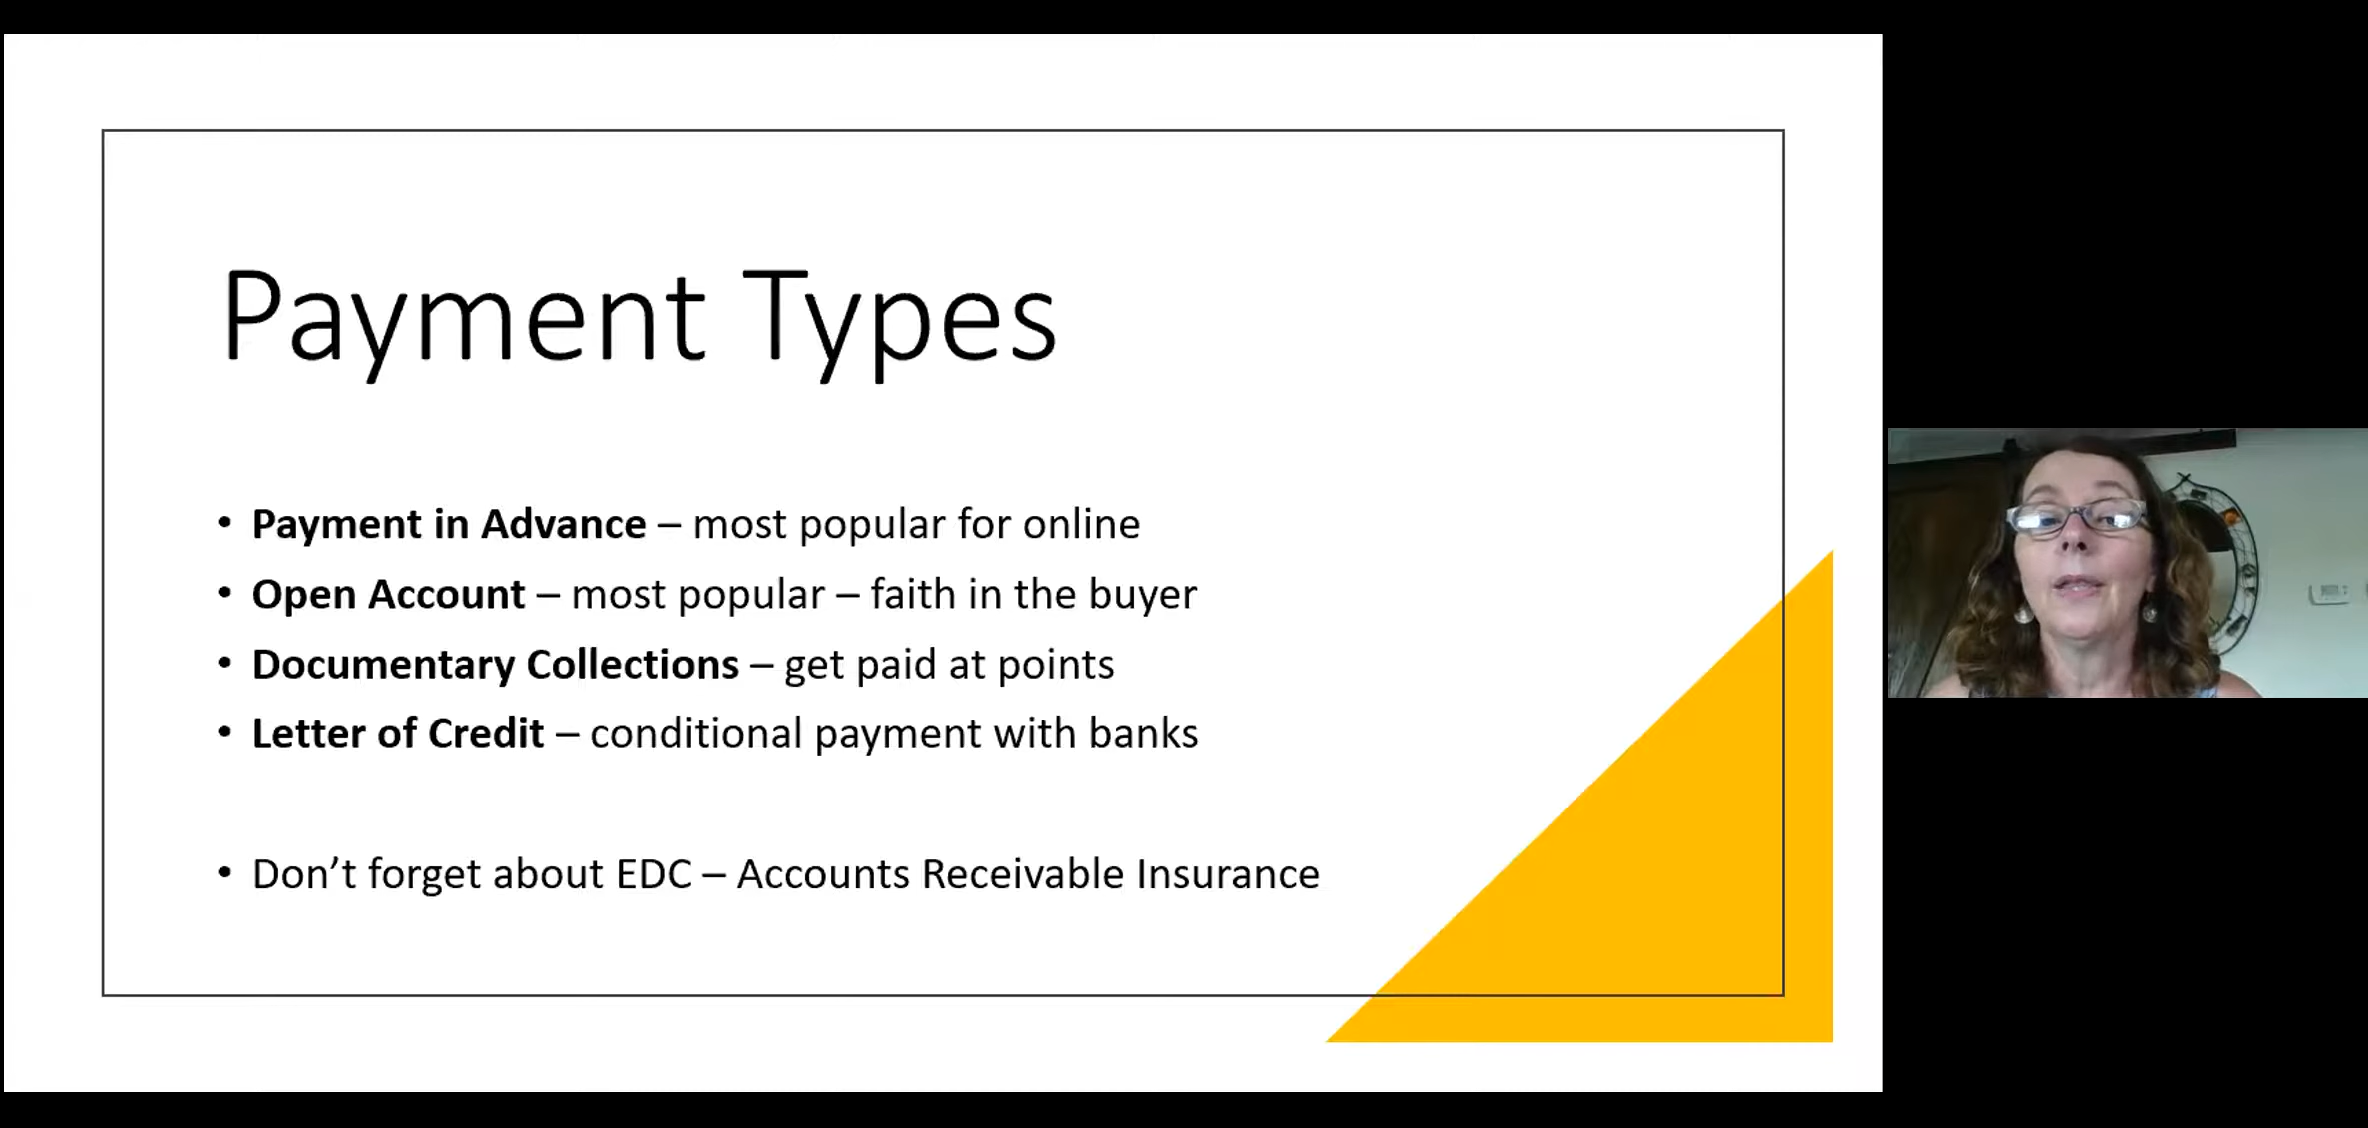 Payment Types
• Payment in Advance – most popular for online
• Open Account – most popular – faith in the buyer
• Documentary Collections – get paid at points
• Letter of Credit – conditional payment with banks
• Don’t forget about EDC – Accounts Receivable Insurance